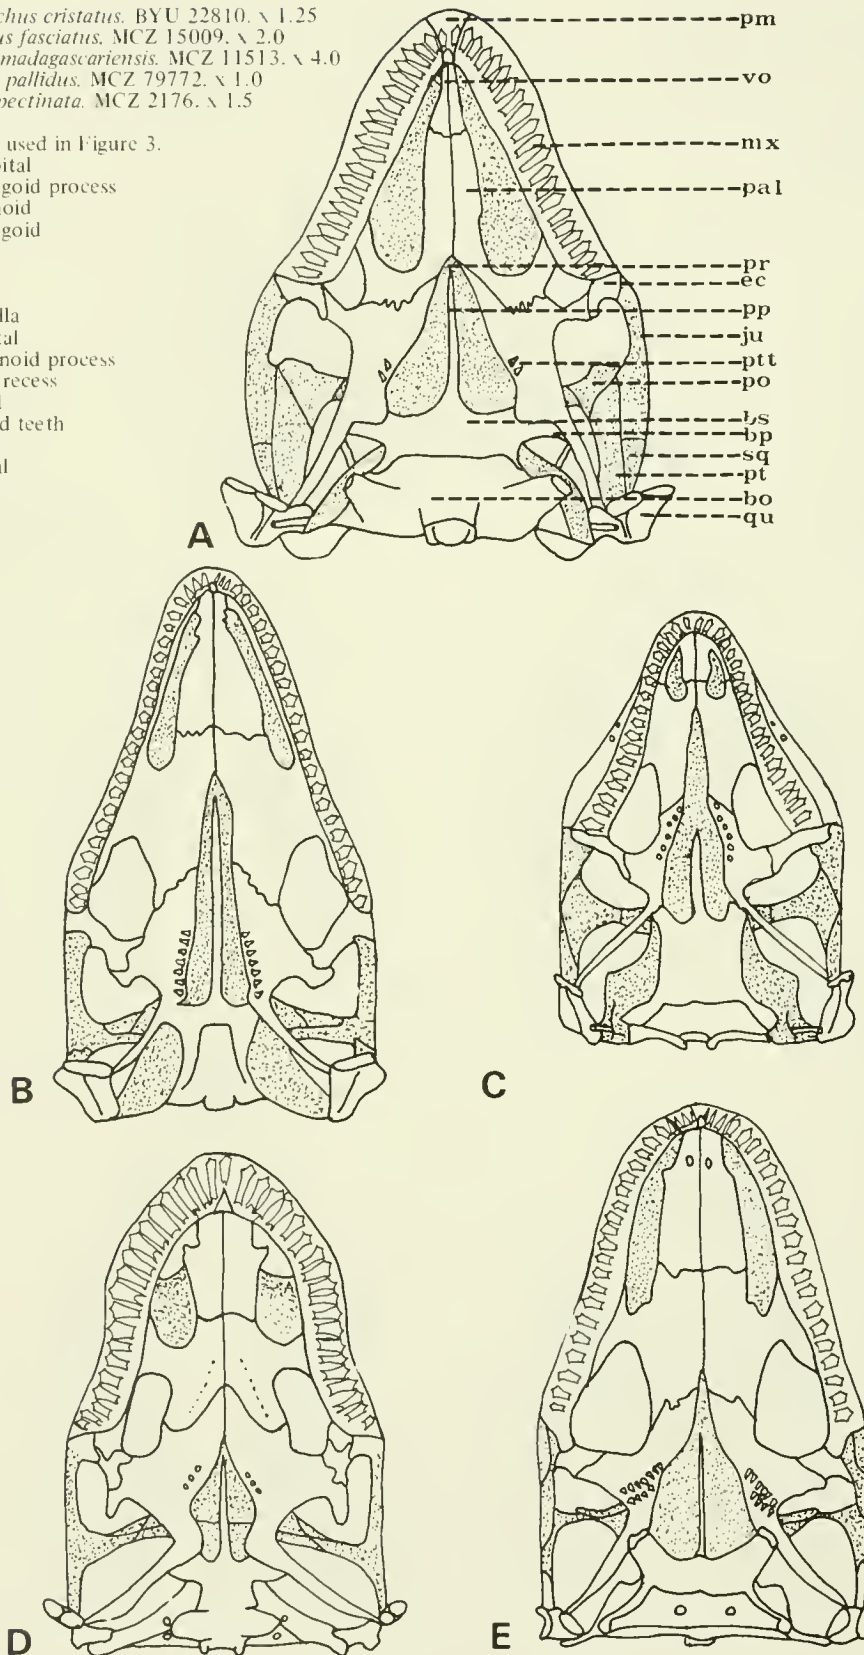 chus cristatus. BYU 22810. x 1.25
us fasciatus. MCZ 15009. x 2.0
madagascariensis. MCZ 11513. x 4.0
pallidus. MCZ 79772. x 1.0
pectinata. MCZ 2176. x 1.5
used in Figure 3.
pital
goid process
noid
goid
lla
tal
noid process
recess
l
d teeth
al
pm
vo
mx
pal
pr
ec
pp
ju
ptt
po
bs
bp
sq
pt
bo
qu
A
B
C
D
E